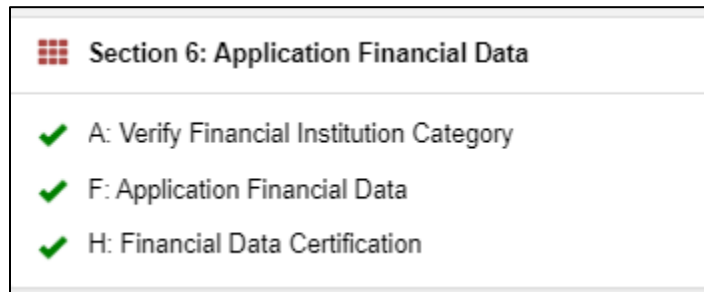 Section 6: Application Financial Data
A: Verify Financial Institution Category
F: Application Financial Data
H: Financial Data Certification